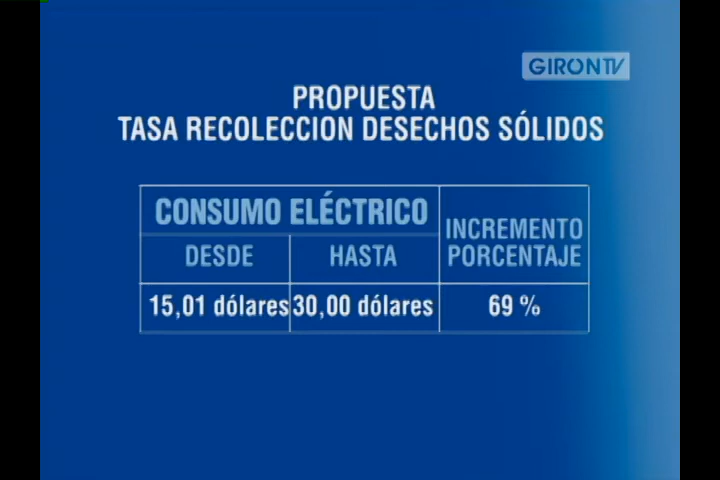 GIRONTV
PROPUESTA
TASA RECOLECCION DESECHOS SÓLIDOS
CONSUMO ELÉCTRICO
INCREMENTO PORCENTAJE
DESDE
HASTA
15,01 dólares
30,00 dólares
69 %